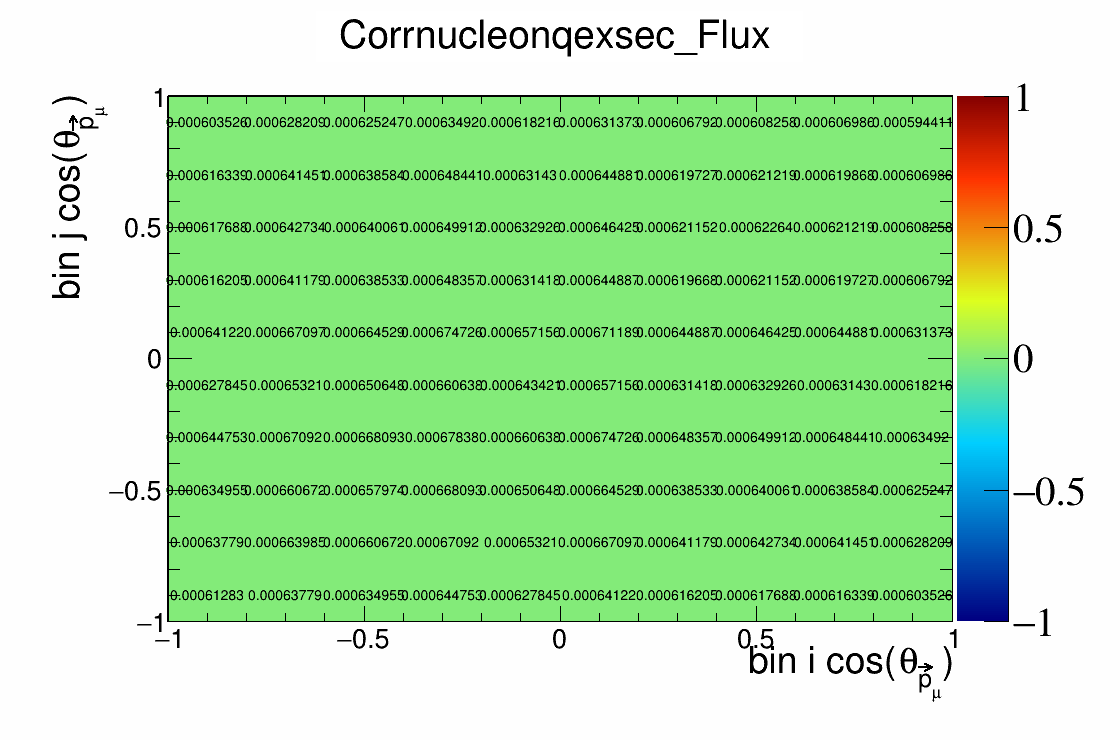 Corrnucleonqexsec_Flux
bin j cos(θ p⃗ μ)
1
0.000603526 0.000628209 0.000625247 0.00063492 0.000618216 0.000631373 0.000606792 0.000608258 0.000606986 0.000594411
0.000616339 0.000641451 0.000638584 0.000648441 0.00063143 0.000644881 0.000619727 0.000621219 0.000619868 0.000606986
0.5
0.000617688 0.000642734 0.000640061 0.000649912 0.000632926 0.000646425 0.000621152 0.00062264 0.000621219 0.000608258
0.000616205 0.000641179 0.000638533 0.000648357 0.000631418 0.000644887 0.000619668 0.000621152 0.000619727 0.000606792
0.00064122 0.000667097 0.000664529 0.000674726 0.000657156 0.000671189 0.000644887 0.000646425 0.000644881 0.000631373
0
0.000627845 0.00065321 0.000650648 0.000660638 0.000643421 0.000657156 0.000631418 0.000632926 0.00063143 0.000618216
0.000644753 0.00067092 0.000668093 0.00067838 0.000660638 0.000674726 0.000648357 0.000649912 0.000648441 0.00063492
−0.5
0.000634955 0.000660672 0.000657974 0.000668093 0.000650648 0.000664529 0.000638533 0.000640061 0.000638584 0.000625247
0.00063779 0.000663985 0.000660672 0.00067092 0.00065321 0.000667097 0.000641179 0.000642734 0.000641451 0.000628209
0.00061283 0.00063779 0.000634955 0.000644753 0.000627845 0.00064122 0.000616205 0.000617688 0.000616339 0.000603526
−1
−1 −0.5 0 0.5 1
bin i cos(θ p⃗ μ)
1
0.5
0
−0.5
−1